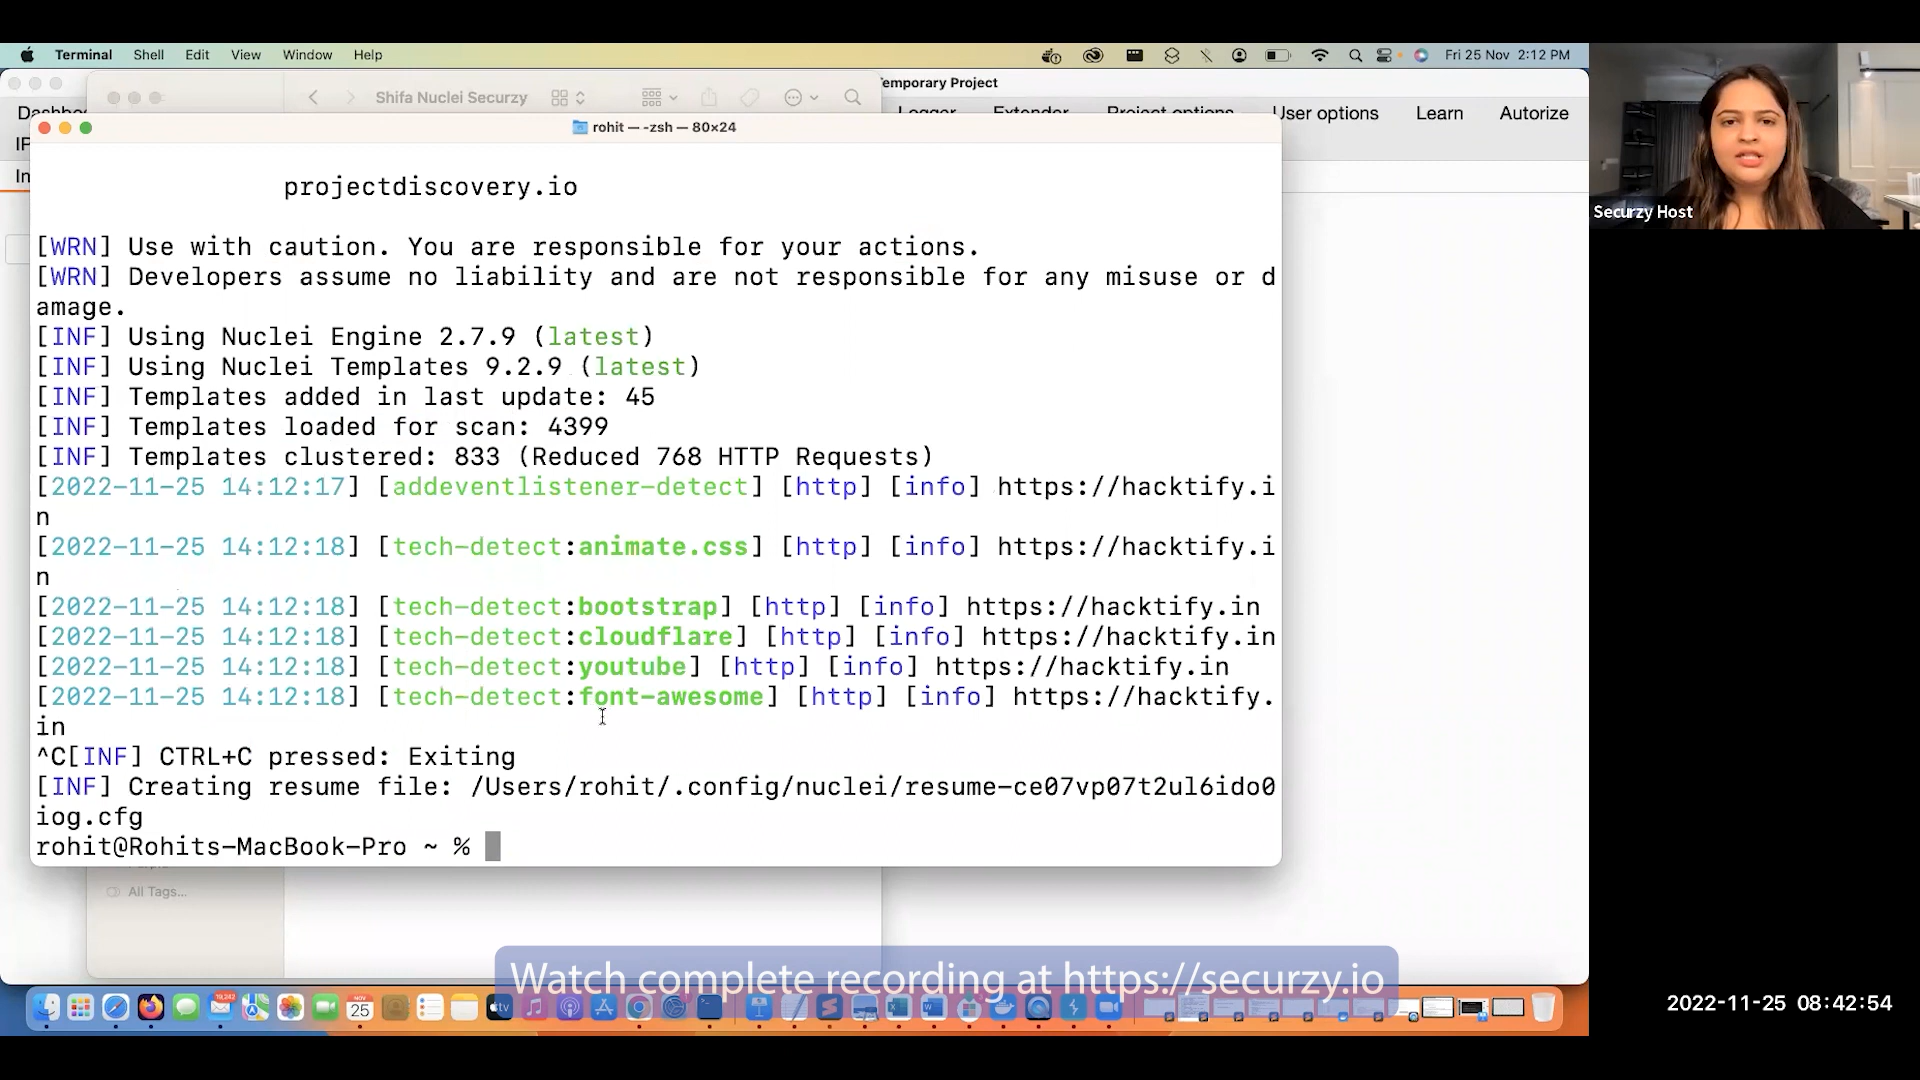 Terminal Shell Edit View Window Help
Fri 25 Nov 2:12 PM
Shifa Nuclei Securzy
Temporary Project
User options Learn Autorize
rohit — -zsh — 80×24
projectdiscovery.io
[WRN] Use with caution. You are responsible for your actions.
[WRN] Developers assume no liability and are not responsible for any misuse or d
amage.
[INF] Using Nuclei Engine 2.7.9 (latest)
[INF] Using Nuclei Templates 9.2.9 (latest)
[INF] Templates added in last update: 45
[INF] Templates loaded for scan: 4399
[INF] Templates clustered: 833 (Reduced 768 HTTP Requests)
[2022-11-25 14:12:17] [addeventlistener-detect] [http] [info] https://hacktify.i
n
[2022-11-25 14:12:18] [tech-detect:animate.css] [http] [info] https://hacktify.i
n
[2022-11-25 14:12:18] [tech-detect:bootstrap] [http] [info] https://hacktify.in
[2022-11-25 14:12:18] [tech-detect:cloudflare] [http] [info] https://hacktify.in
[2022-11-25 14:12:18] [tech-detect:youtube] [http] [info] https://hacktify.in
[2022-11-25 14:12:18] [tech-detect:font-awesome] [http] [info] https://hacktify.
in
^C[INF] CTRL+C pressed: Exiting
[INF] Creating resume file: /Users/rohit/.config/nuclei/resume-ce07vp07t2ul6ido0
iog.cfg
rohit@Rohits-MacBook-Pro ~ %
All Tags...
Watch complete recording at https://securzy.io
Securzy Host
2022-11-25 08:42:54